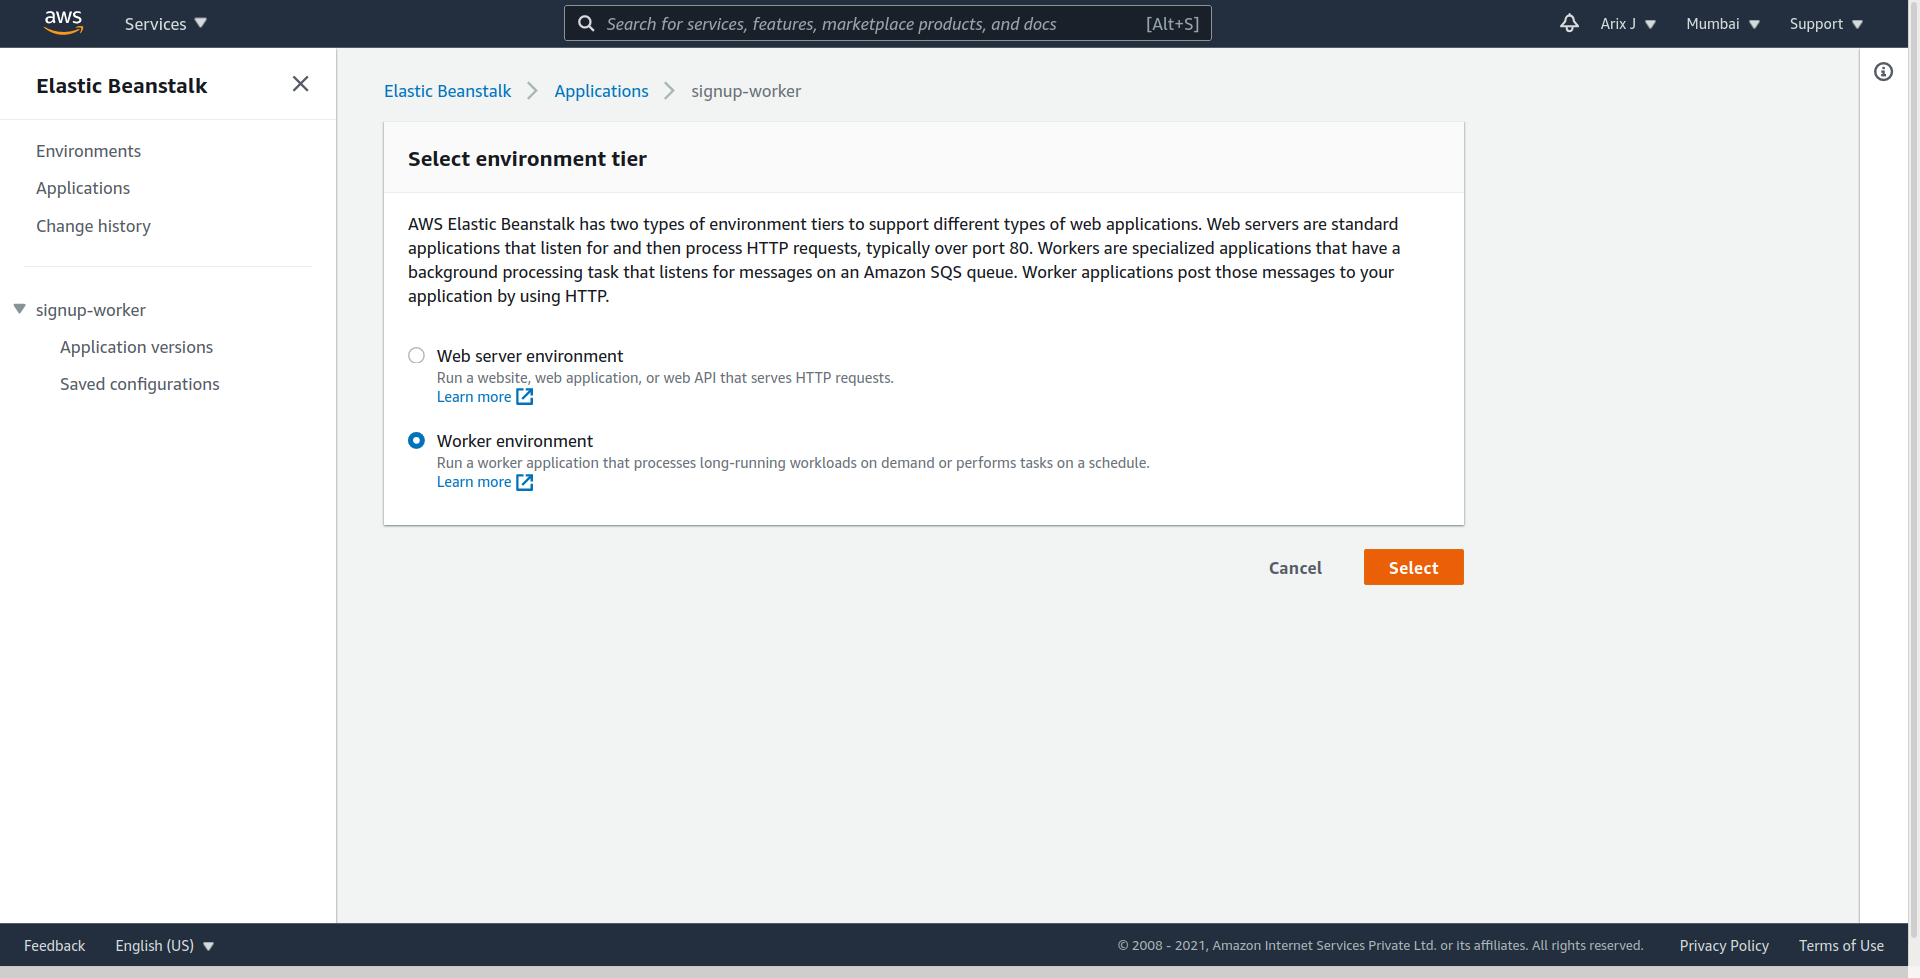 aws Services Search for services, features, marketplace products, and docs [Alt+S] Arix J Mumbai Support
Elastic Beanstalk
Environments
Applications
Change history
signup-worker
Application versions
Saved configurations
Elastic Beanstalk Applications signup-worker
Select environment tier
AWS Elastic Beanstalk has two types of environment tiers to support different types of web applications. Web servers are standard
applications that listen for and then process HTTP requests, typically over port 80. Workers are specialized applications that have a
background processing task that listens for messages on an Amazon SQS queue. Worker applications post those messages to your
application by using HTTP.
Web server environment
Run a website, web application, or web API that serves HTTP requests.
Learn more
Worker environment
Run a worker application that processes long-running workloads on demand or performs tasks on a schedule.
Learn more
Cancel Select
Feedback English (US) © 2008 - 2021, Amazon Internet Services Private Ltd. or its affiliates. All rights reserved. Privacy Policy Terms of Use